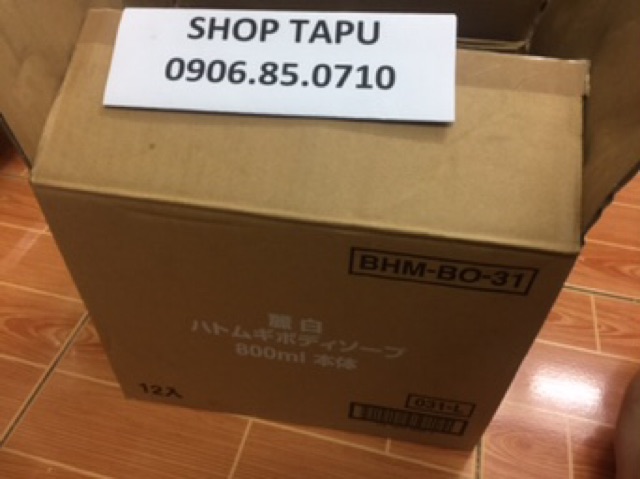 SHOP TAPU
0906.85.0710
BHM-BO-31
麗白
ハトムギボディソープ
800ml 本体
12入
031-L